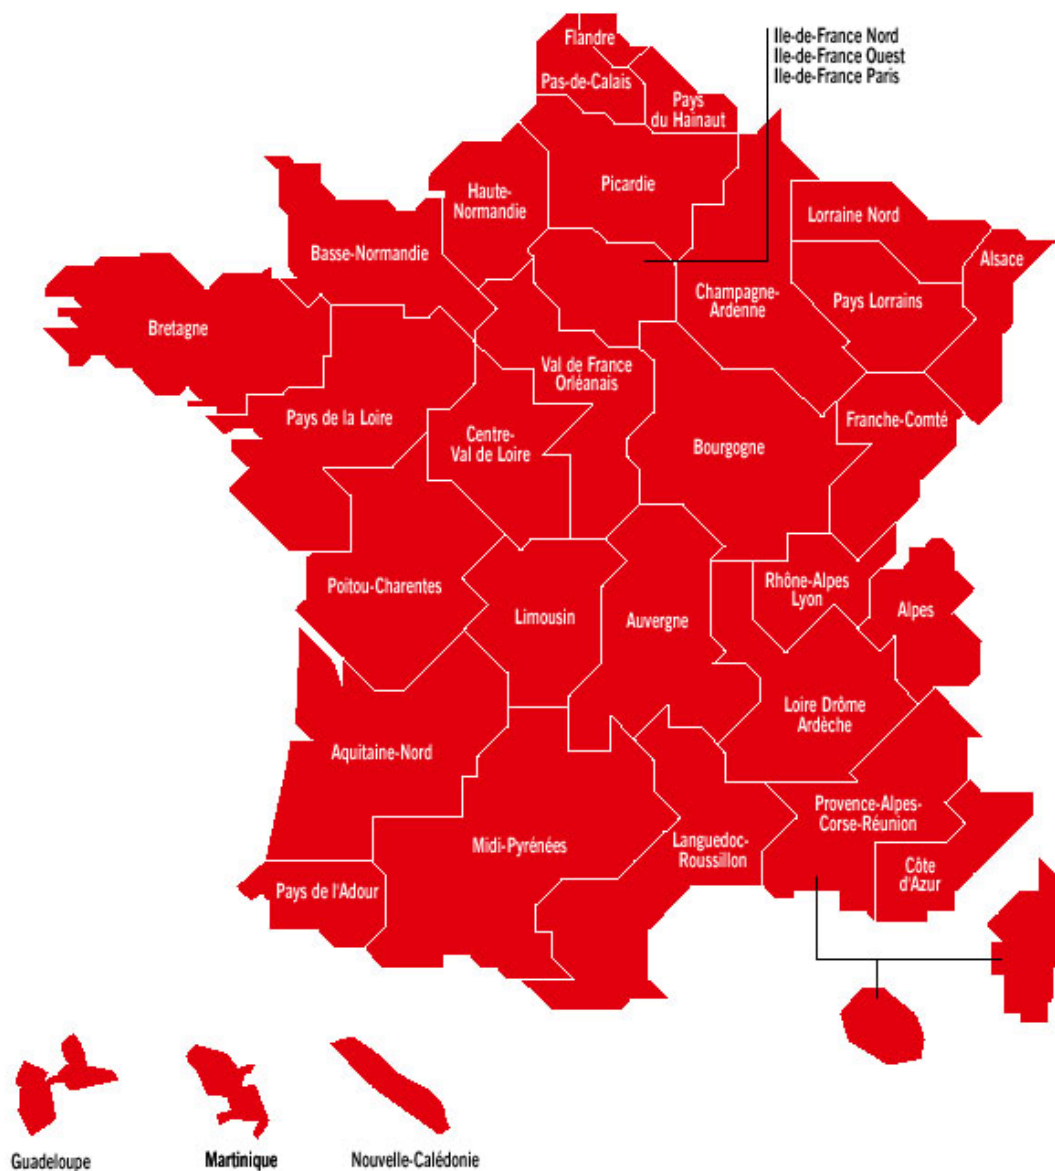 Ile-de-France Nord
Ile-de-France Ouest
Ile-de-France Paris
Flandre
Pas-de-Calais
Pays
du Hainaut
Picardie
Haute-
Normandie
Lorraine Nord
Basse-Normandie
Alsace
Champagne-
Ardenne
Pays Lorrains
Bretagne
Val de France
Orléanais
Pays de la Loire
Franche-Comté
Centre-
Val de Loire
Bourgogne
Poitou-Charentes
Rhône-Alpes
Lyon
Limousin
Auvergne
Alpes
Loire Drôme
Ardèche
Aquitaine-Nord
Provence-Alpes-
Corse-Réunion
Midi-Pyrénées
Languedoc-
Roussillon
Côte
d'Azur
Pays de l'Adour
Guadeloupe
Martinique
Nouvelle-Calédonie